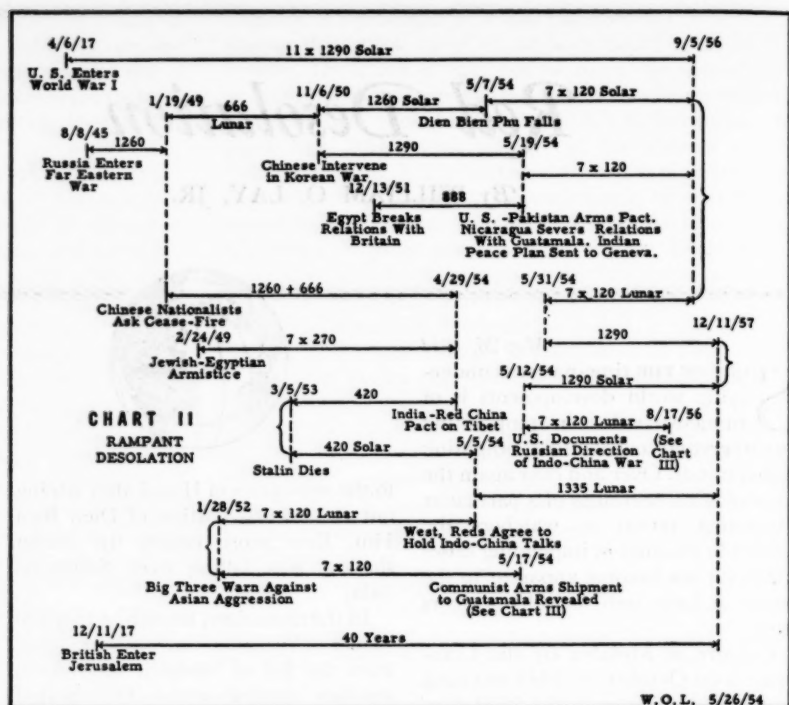 4/6/17
9/5/56
11 x 1290 Solar
U. S. Enters
World War I
1/19/49
11/6/50
5/7/54
666
Lunar
1260 Solar
7 x 120 Solar
8/8/45
1260
Dien Bien Phu Falls
Russia Enters
Far Eastern
War
1290
Chinese Intervene
in Korean War
5/19/54
7 x 120
12/13/51
888
Egypt Breaks
Relations With
Britain
U. S. -Pakistan Arms Pact.
Nicaragua Severs Relations
With Guatamala. Indian
Peace Plan Sent to Geneva.
1260 + 666
4/29/54
5/31/54
7 x 120 Lunar
Chinese Nationalists
Ask Cease-Fire
12/11/57
2/24/49
7 x 270
1290
Jewish-Egyptian
Armistice
5/12/54
1290 Solar
3/5/53
420
CHART II
RAMPANT
DESOLATION
India -Red China
Pact on Tibet
7 x 120 Lunar
8/17/56
420 Solar
5/5/54
U.S. Documents
Russian Direction
of Indo-China War
(See
Chart
III)
Stalin Dies
1335 Lunar
1/28/52
7 x 120 Lunar
West, Reds Agree to
Hold Indo-China Talks
7 x 120
5/17/54
Big Three Warn Against
Asian Aggression
Communist Arms Shipment
to Guatamala Revealed
(See Chart III)
12/11/17
40 Years
British Enter
Jerusalem
W.O.L. 5/26/54